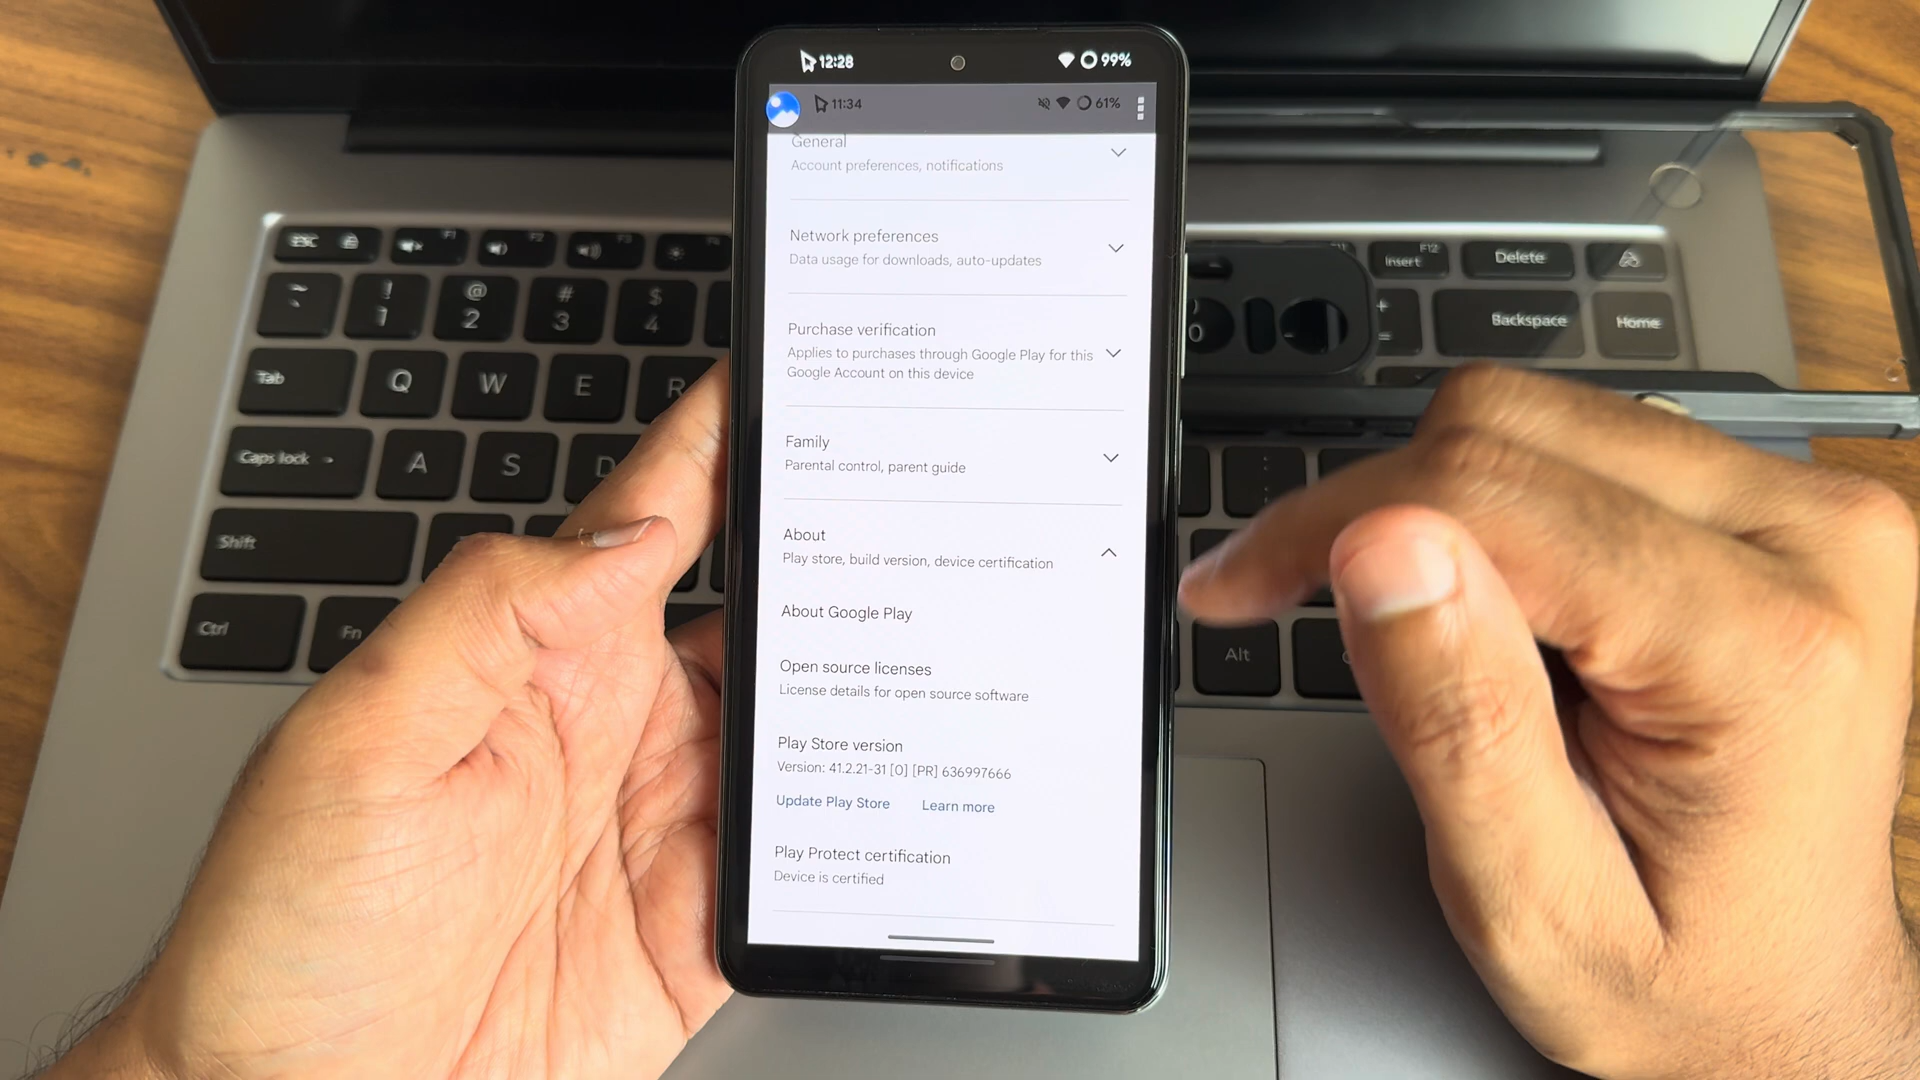 12:28
99%
11:34
61%
General
Account preferences, notifications
Network preferences
Data usage for downloads, auto-updates
Purchase verification
Applies to purchases through Google Play for this
Google Account on this device
Family
Parental control, parent guide
About
Play store, build version, device certification
About Google Play
Open source licenses
License details for open source software
Play Store version
Version: 41.2.21-31 [0] [PR] 636997666
Update Play Store
Learn more
Play Protect certification
Device is certified
ESC
F1
F2
F3
F4
~
! 1
@ 2
# 3
$ 4
Tab
Q
W
E
R
Caps lock
A
S
D
Shift
Ctrl
Fn
F12
Insert
Delete
+
=
Backspace
Home
Alt